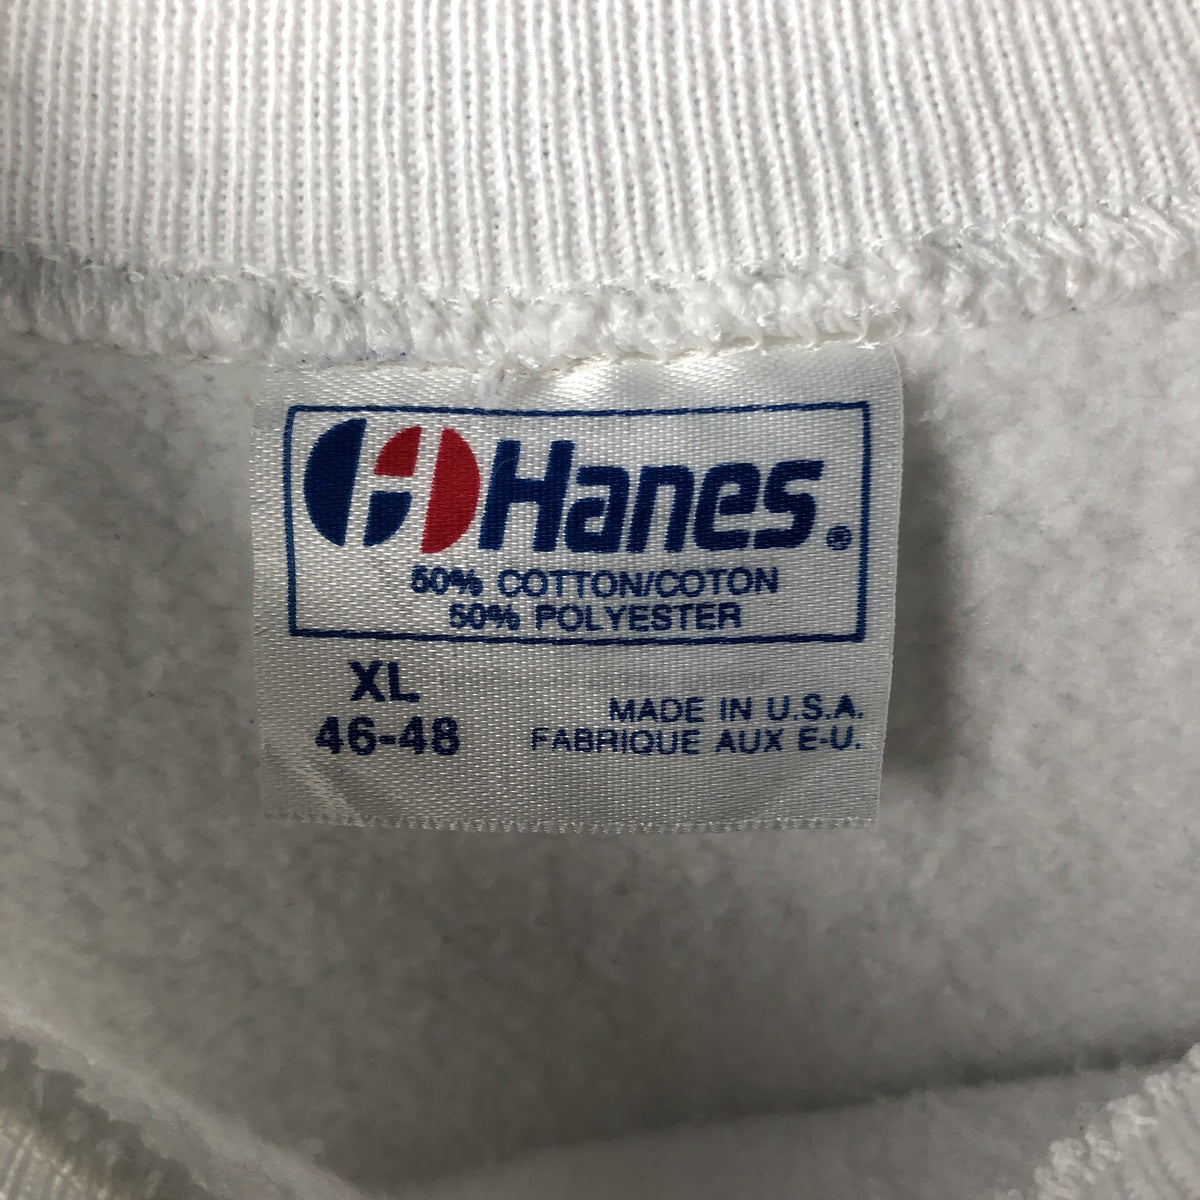 Hanes®
50% COTTON/COTON
50% POLYESTER
XL
46-48
MADE IN U.S.A.
FABRIQUE AUX E-U.